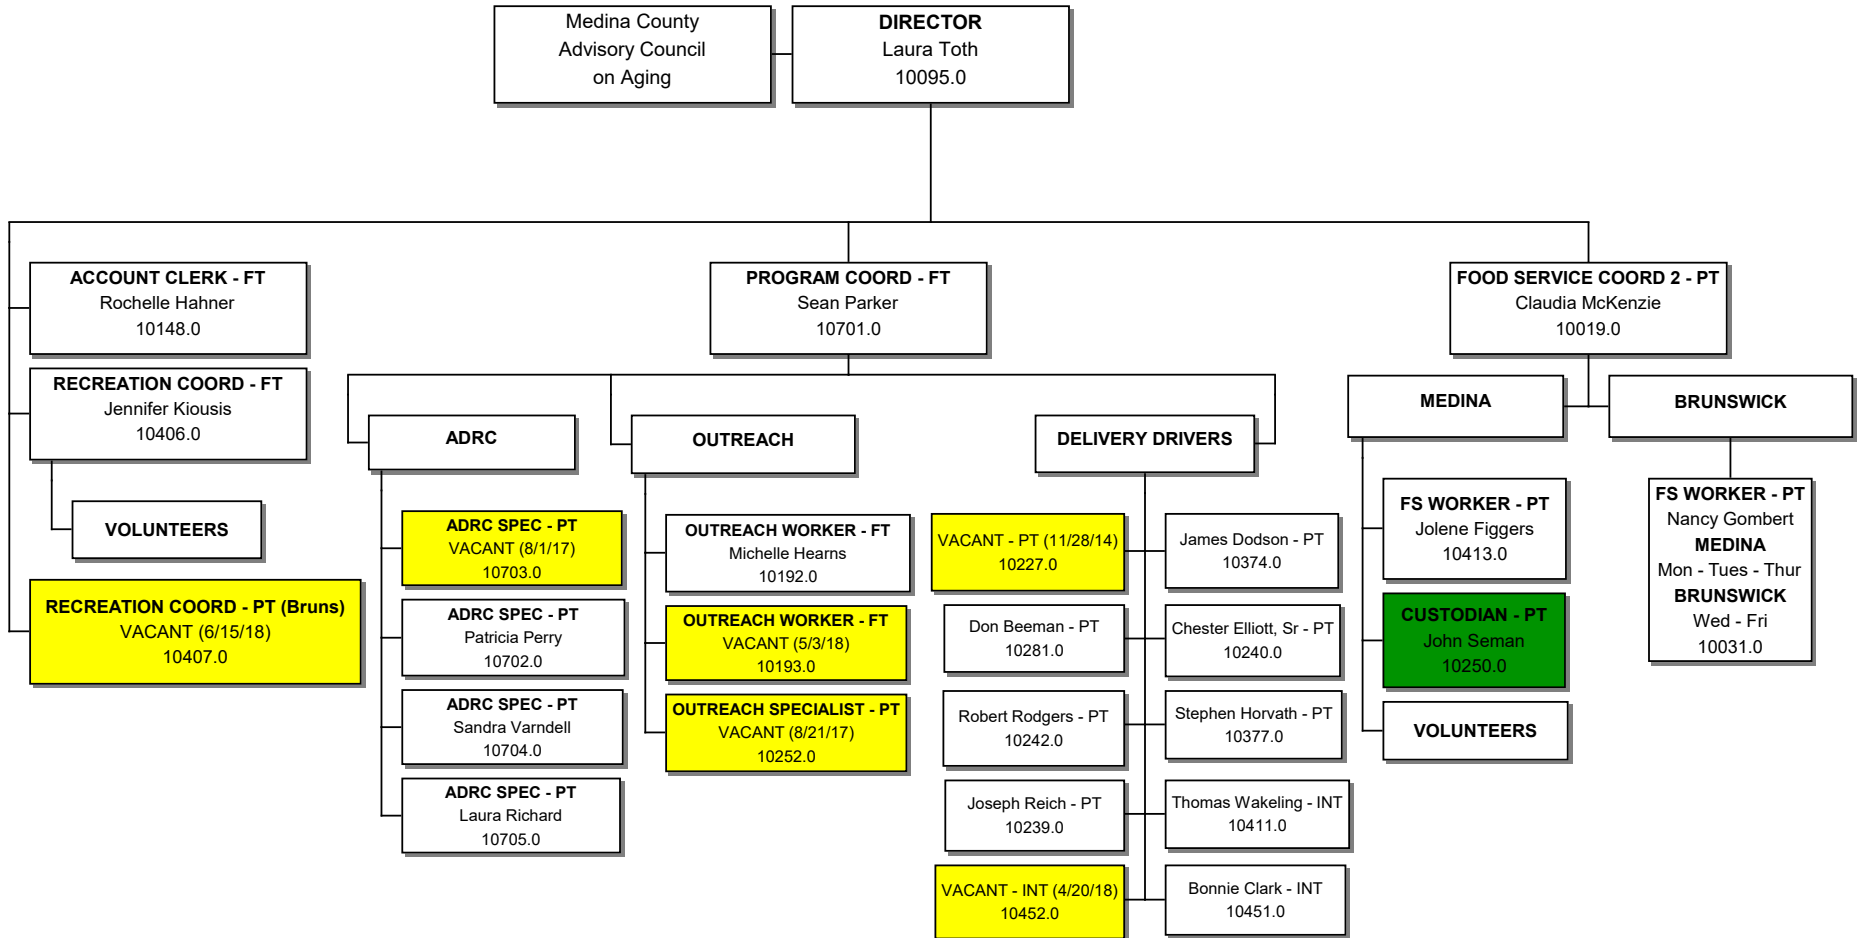 Medina County
Advisory Council
on Aging
DIRECTOR
Laura Toth
10095.0
ACCOUNT CLERK - FT
Rochelle Hahner
10148.0
RECREATION COORD - FT
Jennifer Kiousis
10406.0
VOLUNTEERS
RECREATION COORD - PT (Bruns)
VACANT (6/15/18)
10407.0
PROGRAM COORD - FT
Sean Parker
10701.0
ADRC
ADRC SPEC - PT
VACANT (8/1/17)
10703.0
ADRC SPEC - PT
Patricia Perry
10702.0
ADRC SPEC - PT
Sandra Varndell
10704.0
ADRC SPEC - PT
Laura Richard
10705.0
OUTREACH
OUTREACH WORKER - FT
Michelle Hearns
10192.0
OUTREACH WORKER - FT
VACANT (5/3/18)
10193.0
OUTREACH SPECIALIST - PT
VACANT (8/21/17)
10252.0
DELIVERY DRIVERS
VACANT - PT (11/28/14)
10227.0
James Dodson - PT
10374.0
Don Beeman - PT
10281.0
Chester Elliott, Sr - PT
10240.0
Robert Rodgers - PT
10242.0
Stephen Horvath - PT
10377.0
Joseph Reich - PT
10239.0
Thomas Wakeling - INT
10411.0
VACANT - INT (4/20/18)
10452.0
Bonnie Clark - INT
10451.0
FOOD SERVICE COORD 2 - PT
Claudia McKenzie
10019.0
MEDINA
FS WORKER - PT
Jolene Figgers
10413.0
CUSTODIAN - PT
John Seman
10250.0
VOLUNTEERS
BRUNSWICK
FS WORKER - PT
Nancy Gombert
MEDINA
Mon - Tues - Thur
BRUNSWICK
Wed - Fri
10031.0